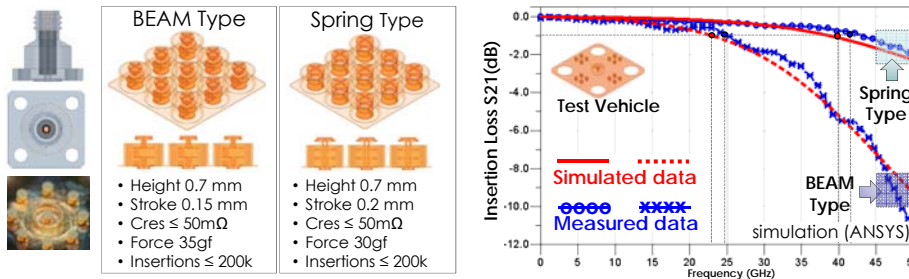 BEAM Type
• Height 0.7 mm
• Stroke 0.15 mm
• Cres ≤ 50mΩ
• Force 35gf
• Insertions ≤ 200k
Spring Type
• Height 0.7 mm
• Stroke 0.2 mm
• Cres ≤ 50mΩ
• Force 30gf
• Insertions ≤ 200k
Insertion Loss S21(dB)
0.0
-2.0
-4.0
-6.0
-8.0
-10.0
-12.0
Test Vehicle
Spring
Type
Simulated data
Measured data
BEAM
Type
simulation (ANSYS)
0 5 10 15 20 25 30 35 40 45 50
Frequency (GHz)